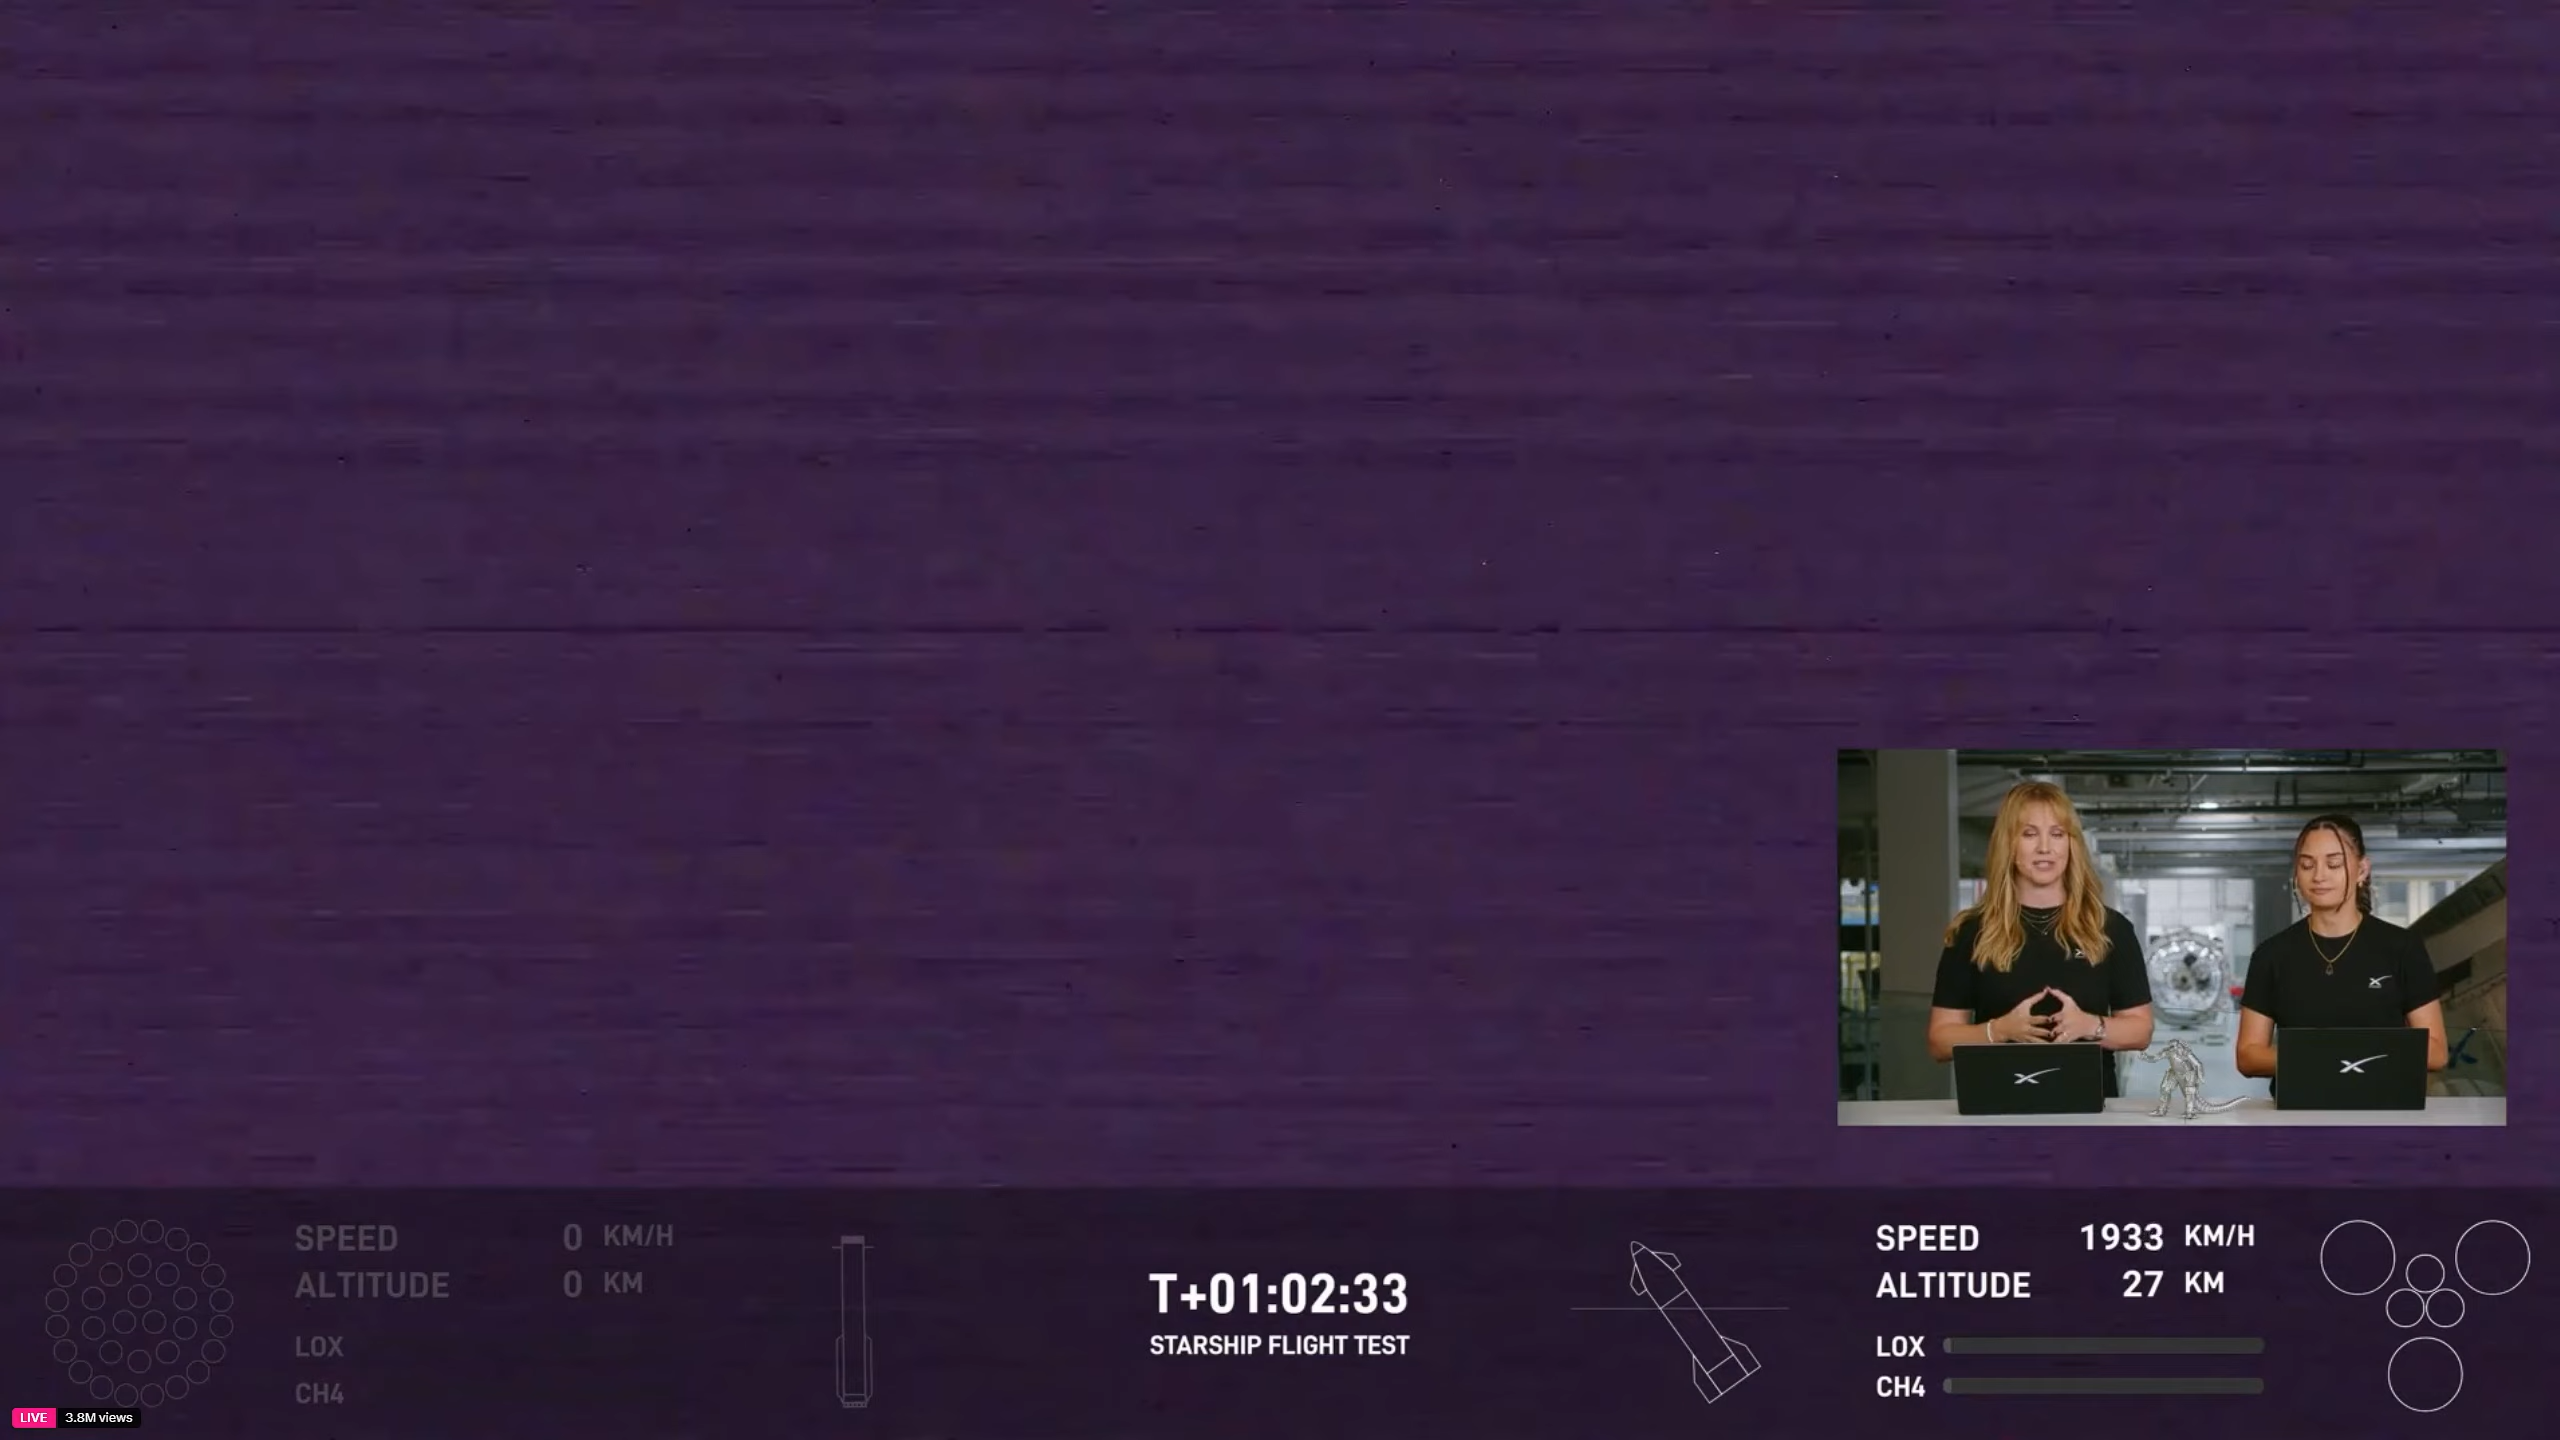 SPEED 0 KM/H
ALTITUDE 0 KM
LOX
CH4
T+01:02:33
STARSHIP FLIGHT TEST
SPEED 1933 KM/H
ALTITUDE 27 KM
LOX
CH4
LIVE 3.8M views